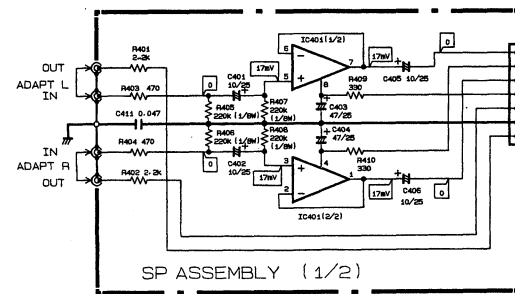 IC401(1/2)
R401
2-2K
6
7
17mV
0
OUT
17mV
C405
10/25
ADAPT L
R403 470
0
C401
10/25
5
8
R409
330
IN
R405
220k
(1/8W)
R407
220k
(1/8W)
C403
47/25
C411 0.047
R406
220k
(1/8W)
R408
220k
(1/8W)
C404
47/25
IN
R404 470
ADAPT R
0
C402
10/25
3
4
R410
330
OUT
R402 2-2K
17mV
2
1
17mV
C406
10/25
0
IC401(2/2)
SP ASSEMBLY (1/2)